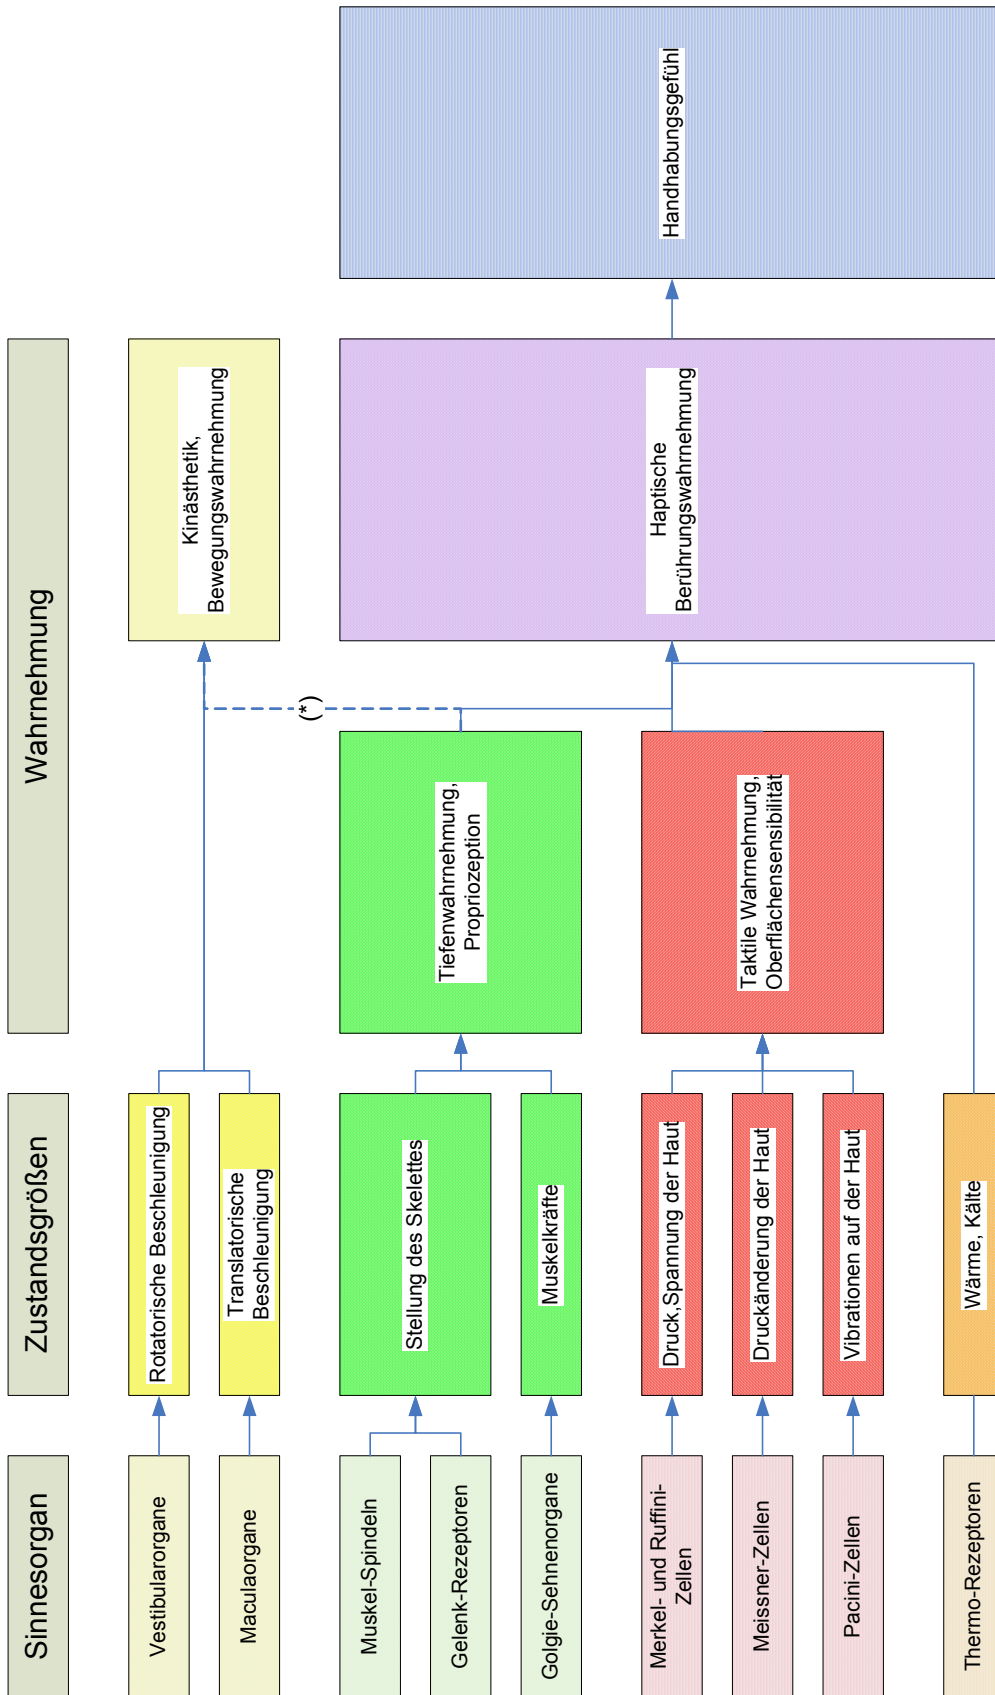 Sinnesorgan
Zustandsgrößen
Wahrnehmung
Vestibularorgane
Rotatorische Beschleunigung
Maculaorgane
Translatorische
Beschleunigung
Kinästhetik,
Bewegungswahrnehmung
(*)
Muskel-Spindeln
Gelenk-Rezeptoren
Stellung des Skelettes
Golgie-Sehnenorgane
Muskelkräfte
Tiefenwahrnehmung,
Propriozeption
Merkel- und Ruffini-
Zellen
Druck,Spannung der Haut
Meissner-Zellen
Druckänderung der Haut
Pacini-Zellen
Vibrationen auf der Haut
Taktile Wahrnehmung,
Oberflächensensibilität
Thermo-Rezeptoren
Wärme, Kälte
Haptische
Berührungswahrnehmung
Handhabungsgefühl